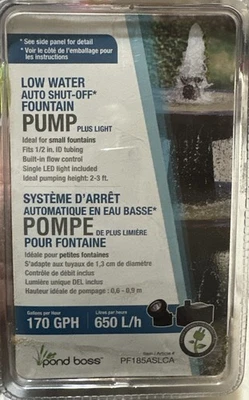 * See side panel for detail
* Voir le côté de l'emballage pour
les instructions
LOW WATER
AUTO SHUT-OFF*
FOUNTAIN
PUMP PLUS LIGHT
Ideal for small fountains
Fits 1/2 in. ID tubing
Built-in flow control
Single LED light included
Ideal pumping height: 2-3 ft.
SYSTÈME D'ARRÊT
AUTOMATIQUE EN EAU BASSE*
POMPE DE PLUS LUMIÈRE
POUR FONTAINE
Idéale pour petites fontaines
S'adapte aux tuyaux de 1,3 cm de diamètre
Contrôle de débit inclus
Lumière unique DEL inclus
Hauteur idéale de pompage : 0,6 - 0,9 m
Gallons per Hour
170 GPH
Litres per heure
650 L/h
pond boss
Item / Article #
PF185ASLCA